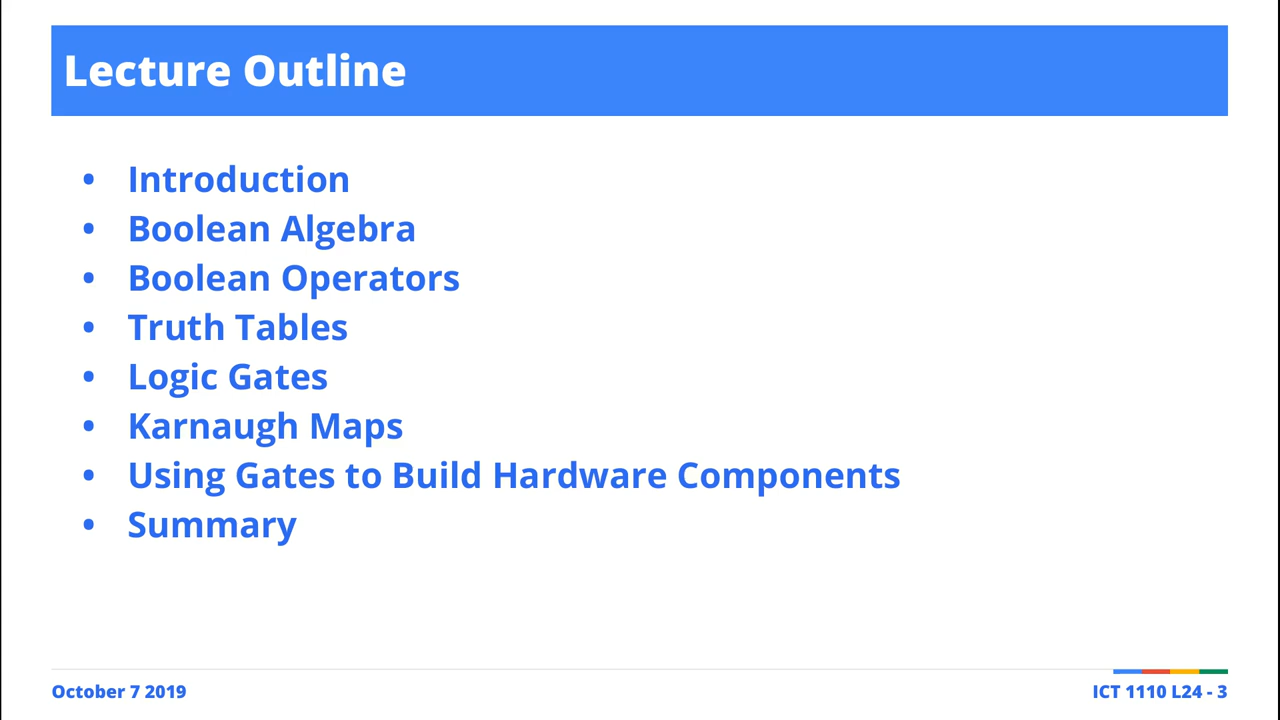 Lecture Outline
• Introduction
• Boolean Algebra
• Boolean Operators
• Truth Tables
• Logic Gates
• Karnaugh Maps
• Using Gates to Build Hardware Components
• Summary
October 7 2019
ICT 1110 L24 - 3